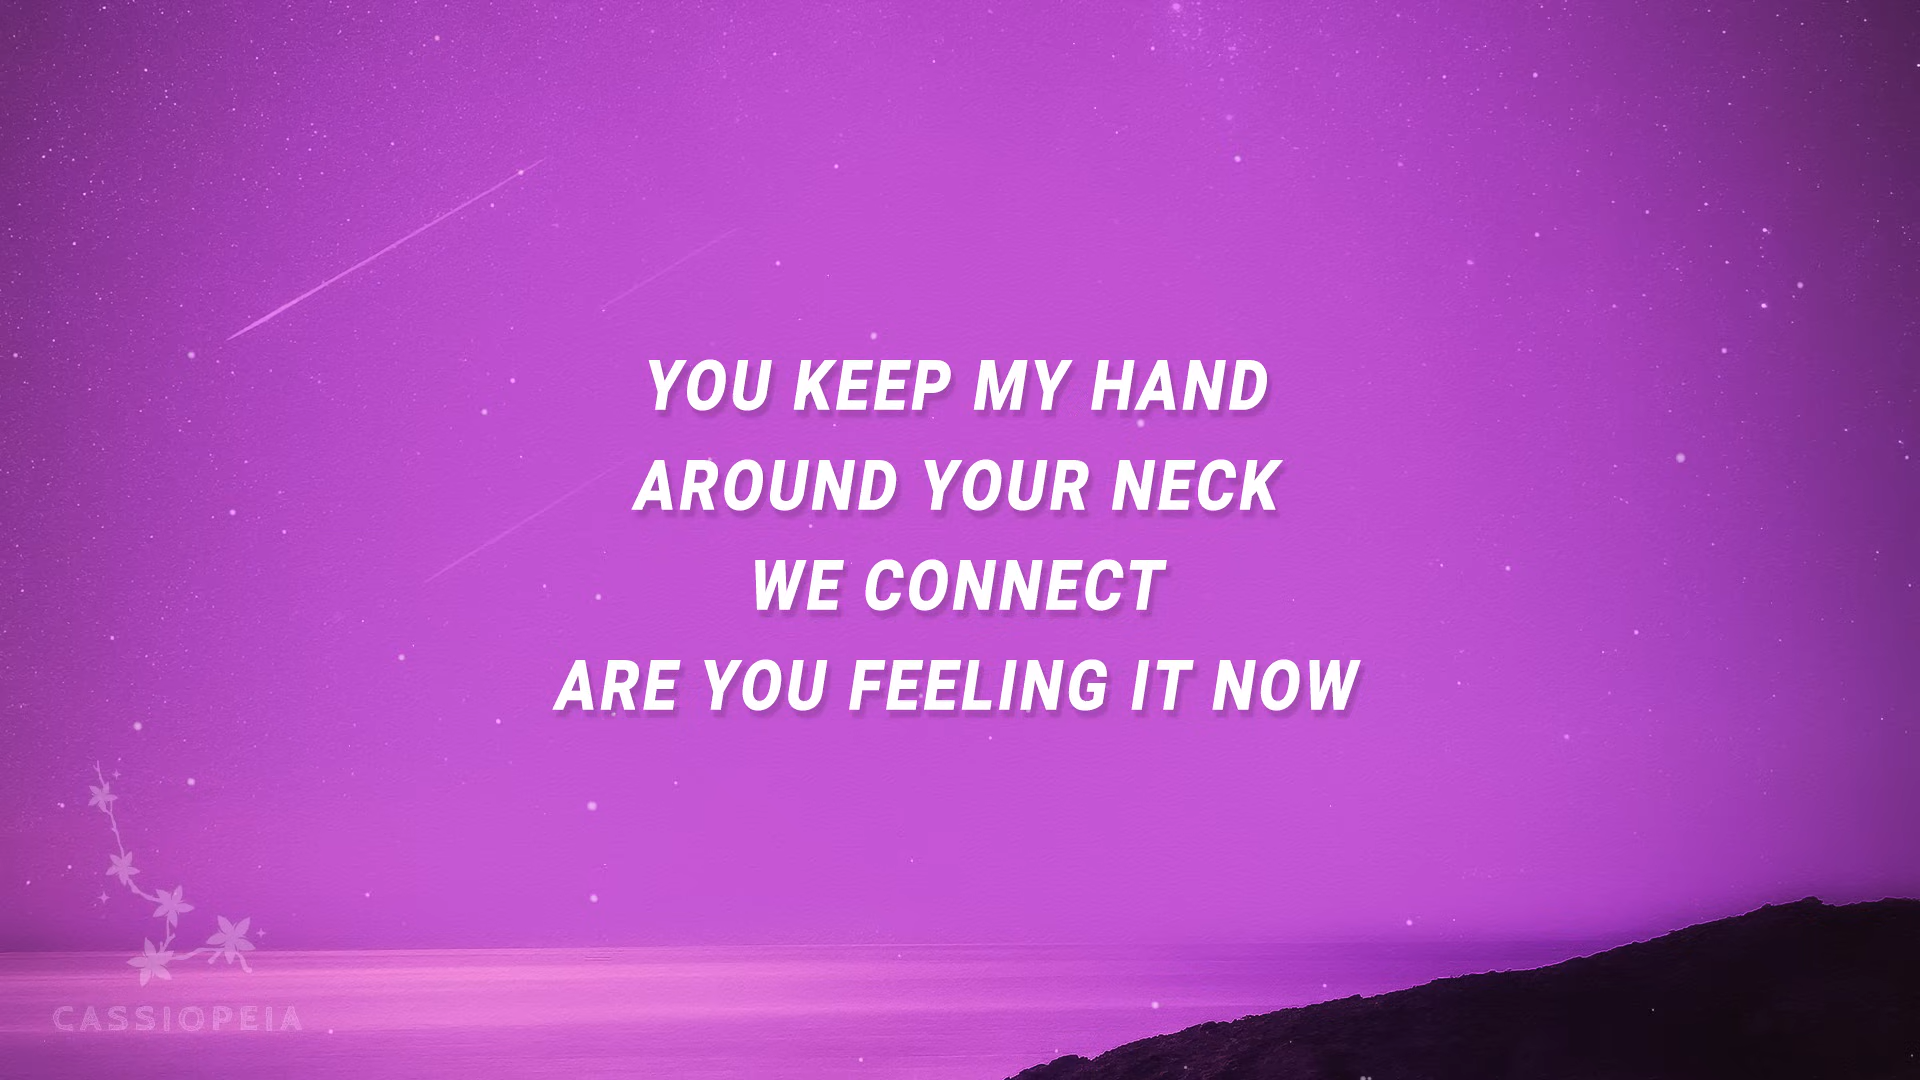 YOU KEEP MY HAND
AROUND YOUR NECK
WE CONNECT
ARE YOU FEELING IT NOW
CASSIOPEIA